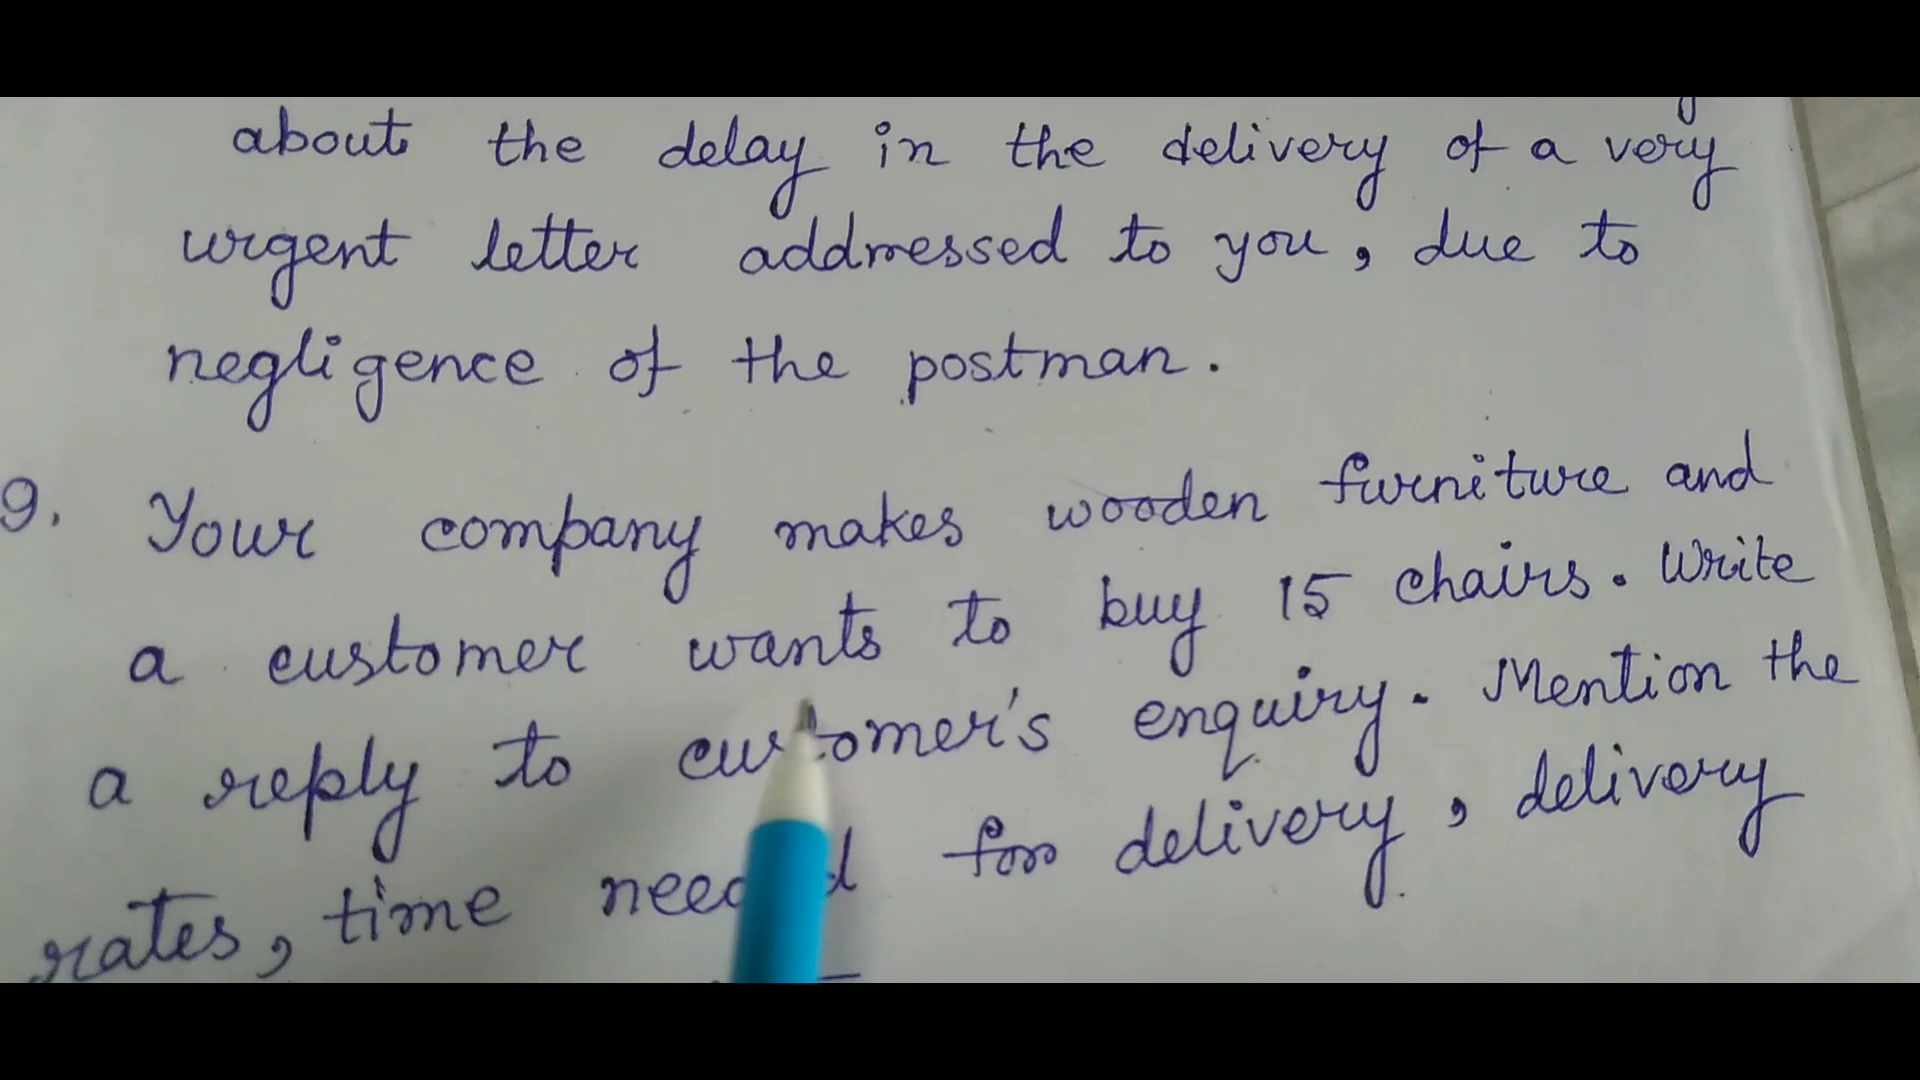 about the delay in the delivery of a very
urgent letter addressed to you, due to
negligence of the postman.
9. Your company makes wooden furniture and
a customer wants to buy 15 chairs. Write
a reply to customer's enquiry. Mention the
rates, time needed for delivery, delivery